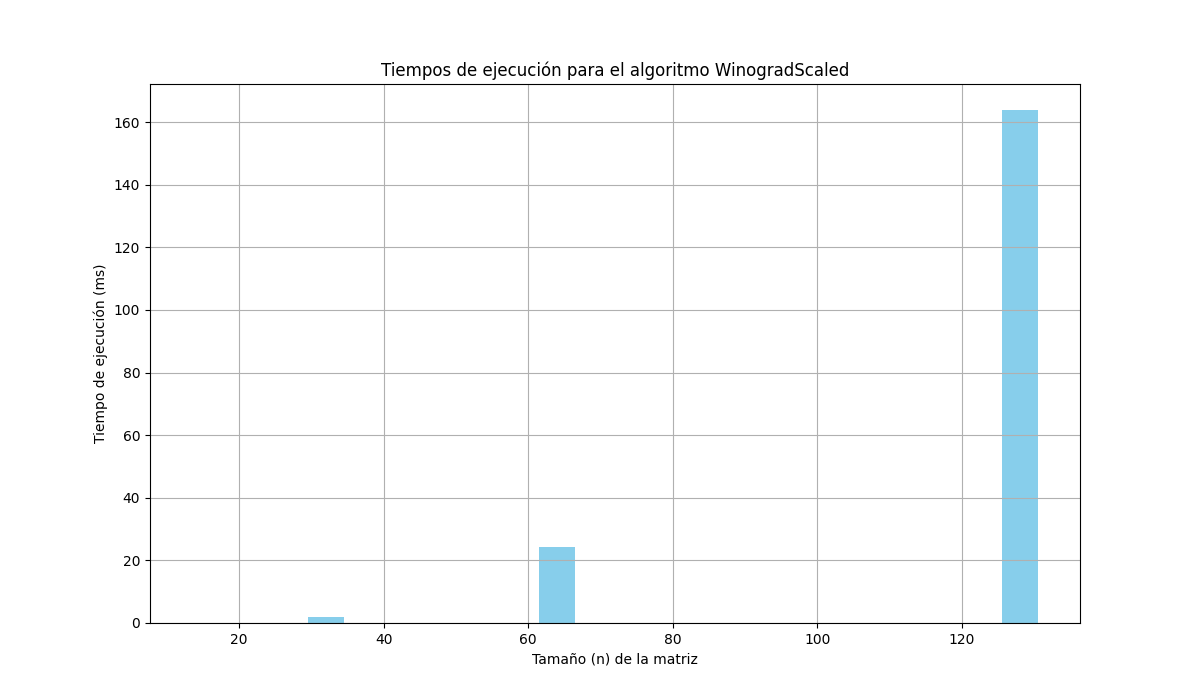 Tiempos de ejecución para el algoritmo WinogradScaled
Tiempo de ejecución (ms)
160
140
120
100
80
60
40
20
0
20 40 60 80 100 120
Tamaño (n) de la matriz